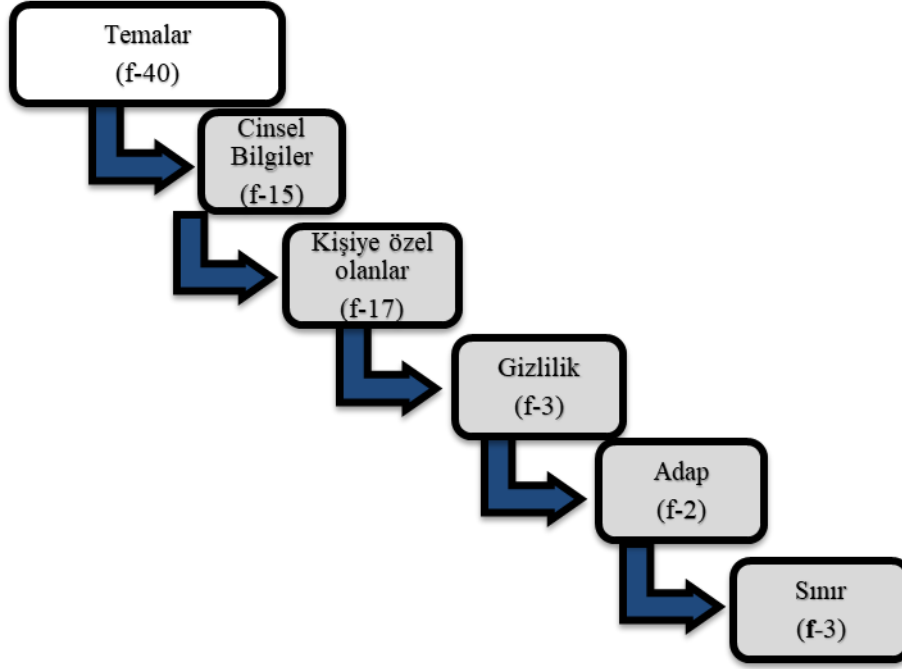 Temalar
(f-40)
Cinsel
Bilgiler
(f-15)
Kişiye özel
olanlar
(f-17)
Gizlilik
(f-3)
Adap
(f-2)
Sınır
(f-3)